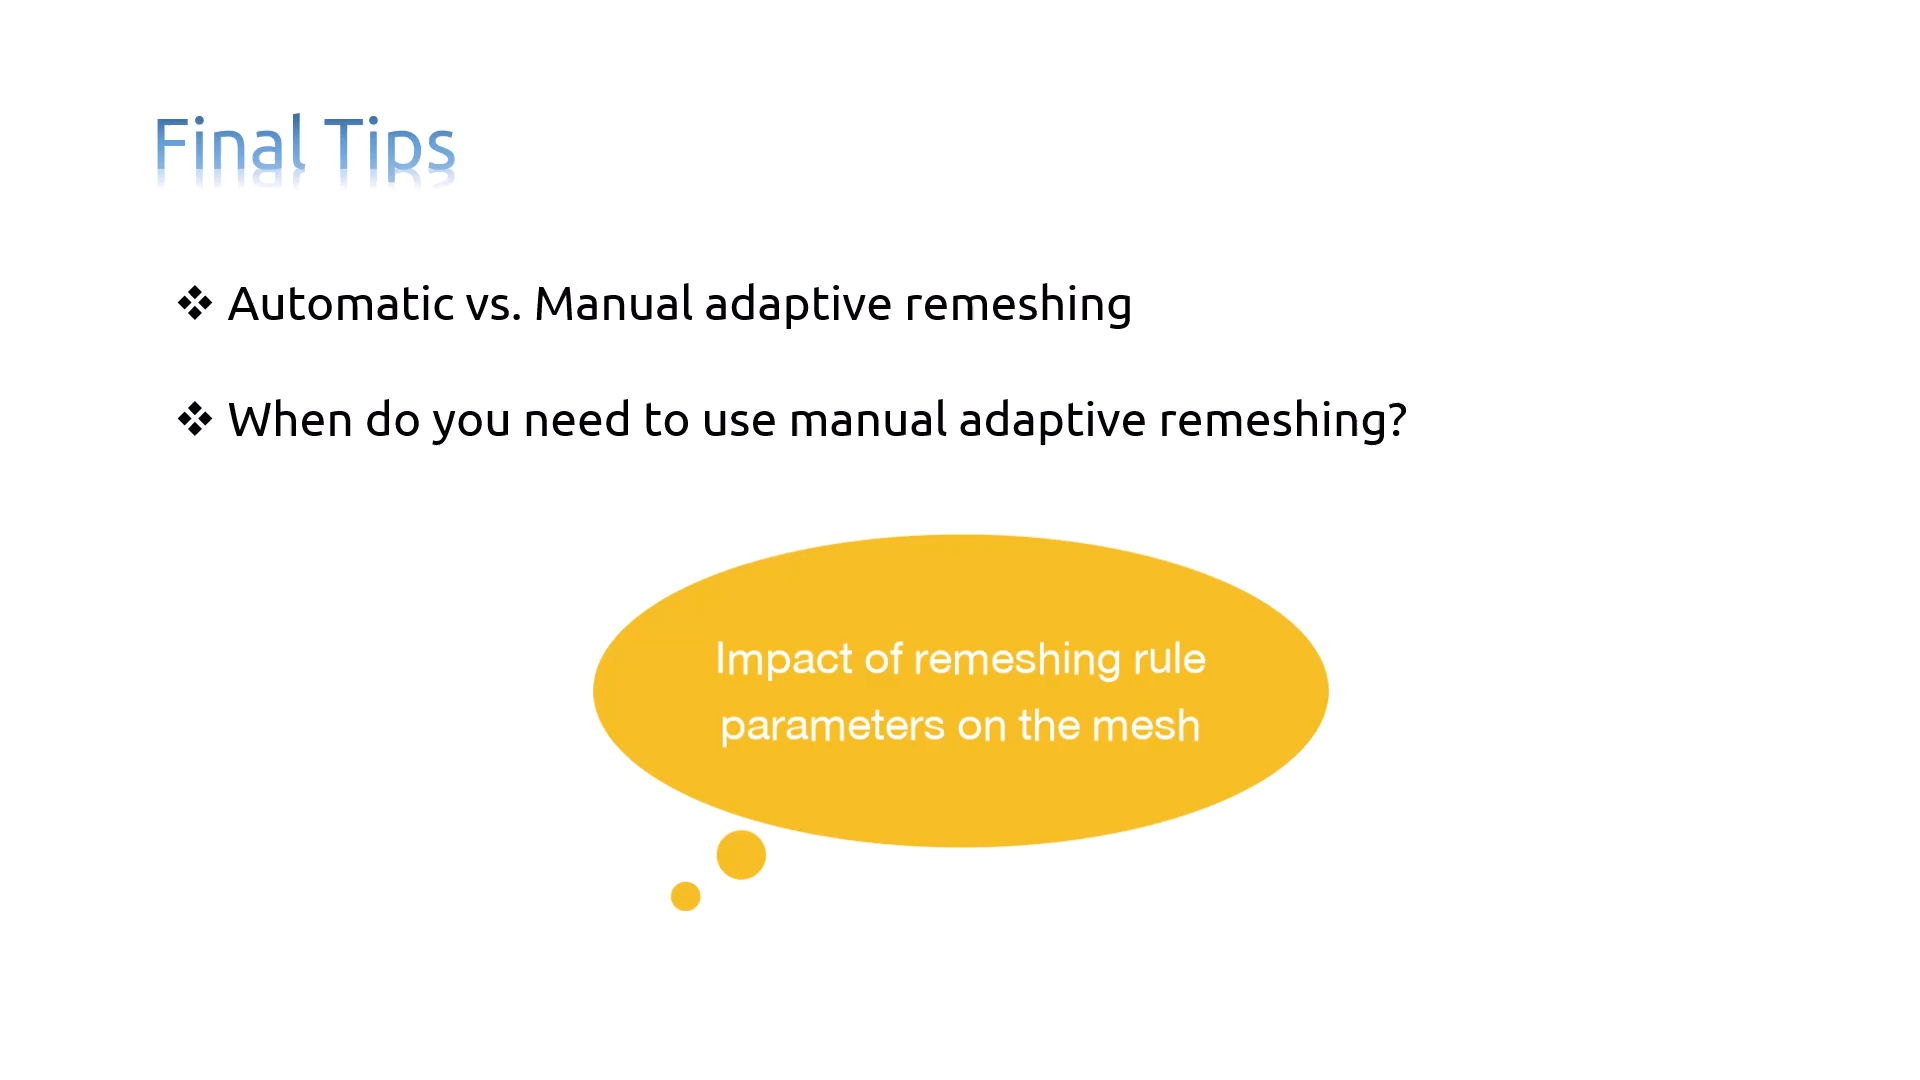 Final Tips
❖ Automatic vs. Manual adaptive remeshing
❖ When do you need to use manual adaptive remeshing?
Impact of remeshing rule
parameters on the mesh